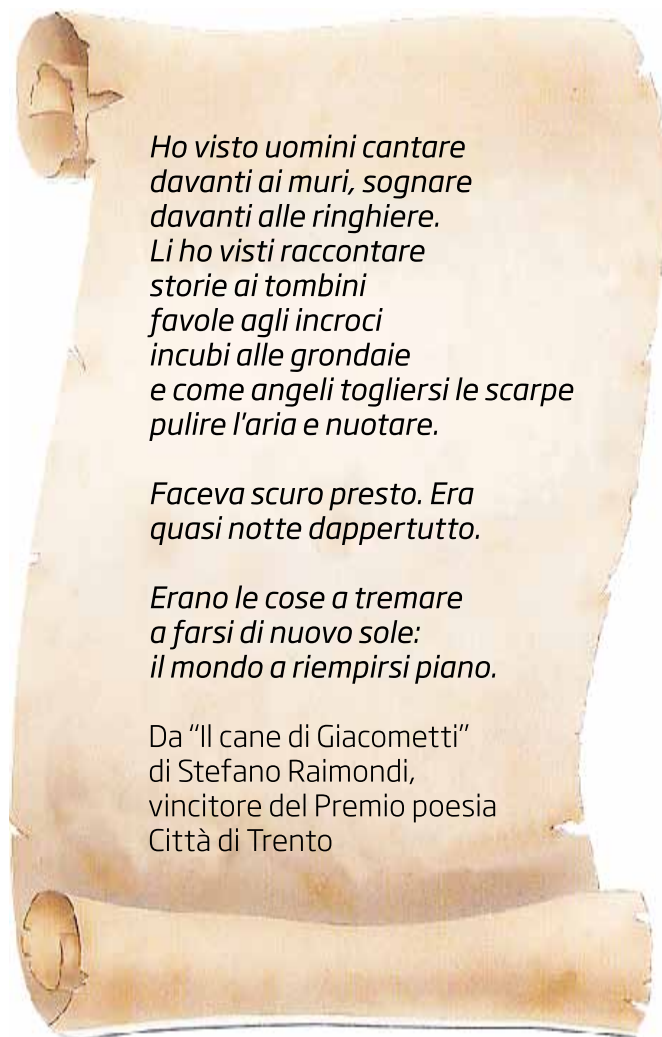 Ho visto uomini cantare
davanti ai muri, sognare
davanti alle ringhiere.
Li ho visti raccontare
storie ai tombini
favole agli incroci
incubi alle grondaie
e come angeli togliersi le scarpe
pulire l'aria e nuotare.

Faceva scuro presto. Era
quasi notte dappertutto.

Erano le cose a tremare
a farsi di nuovo sole:
il mondo a riempirsi piano.

Da “Il cane di Giacometti”
di Stefano Raimondi,
vincitore del Premio poesia
Città di Trento